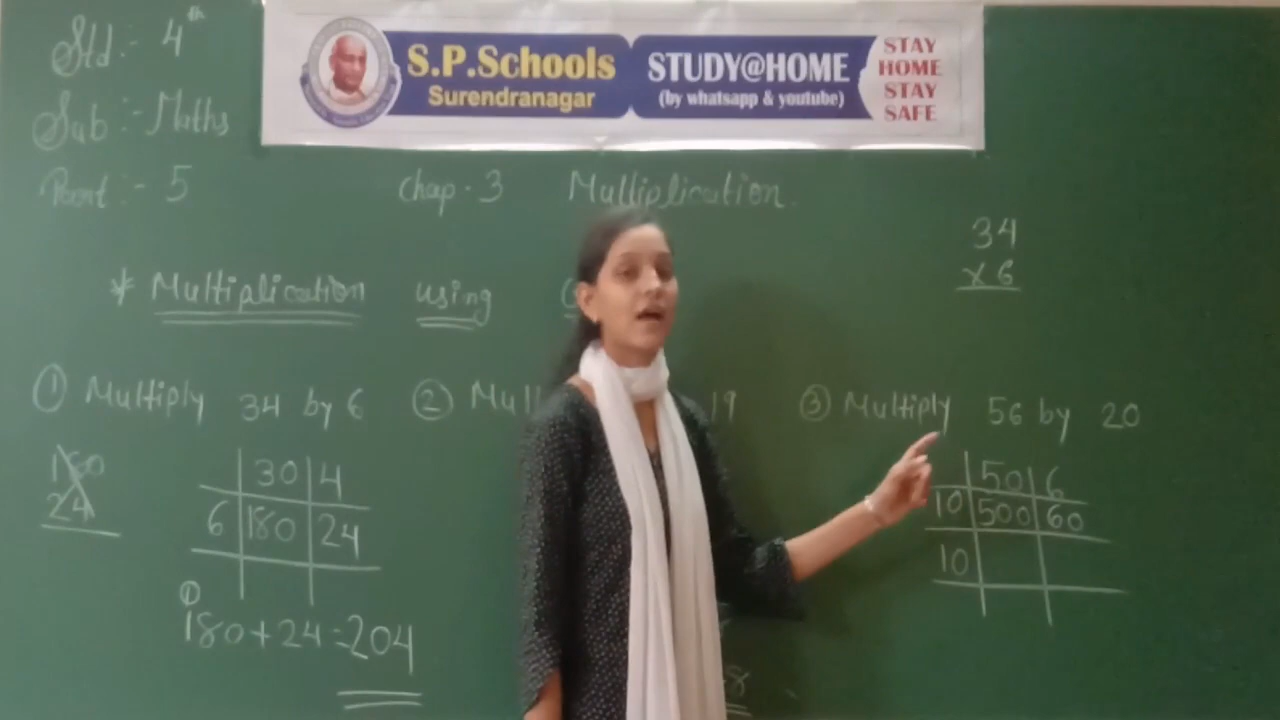 Std:- 4th
Sub:- Maths
Part:- 5
S.P.Schools
Surendranagar
STUDY@HOME
(by whatsapp & youtube)
STAY
HOME
STAY
SAFE
Chap. 3 Multiplication.
34
x 6
* Multiplication using
① Multiply 34 by 6
180
24
30 4
6 180 24
180+24=204
② 19
8
③ Multiply 56 by 20
50 6
10 500 60
10